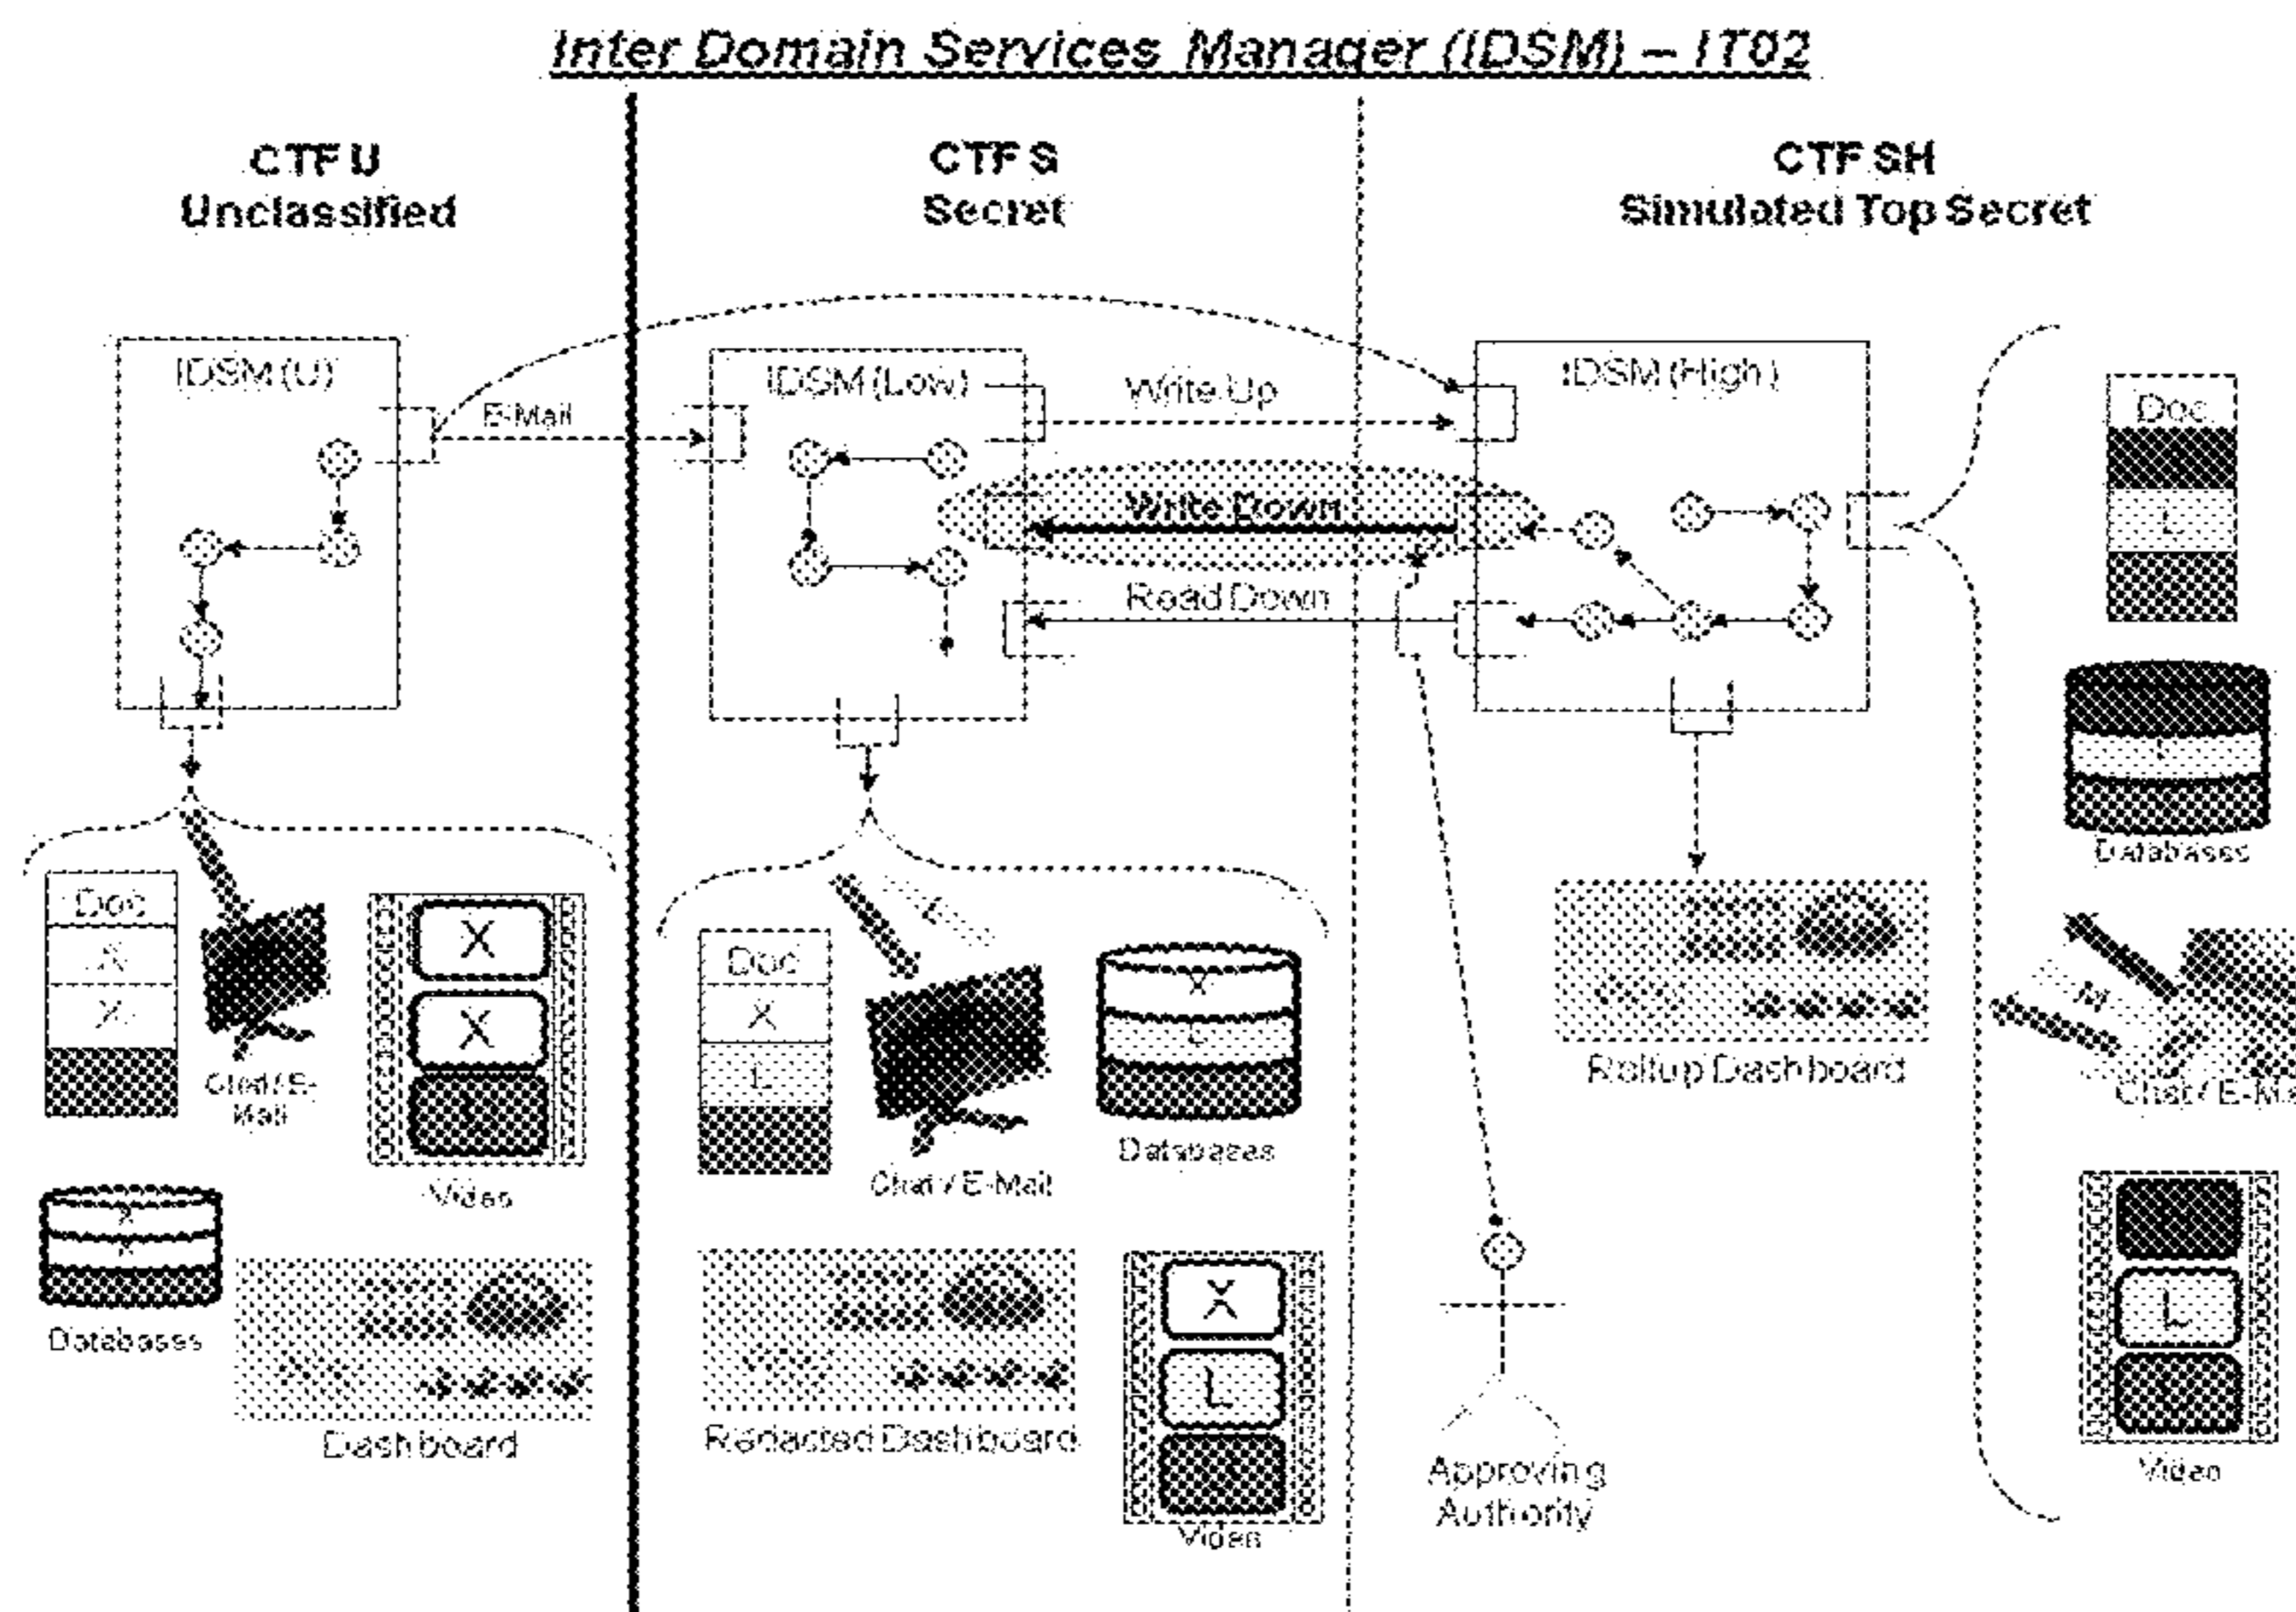 Inter Domain Services Manager (IDSM) – IT02
CTF U
Unclassified
CTF S
Secret
CTF SH
Simulated Top Secret
IDSM (U)
E-Mail
IDSM (Low)
Write Up
IDSM (High)
Write Down
Read Down
Doc
L
Databases
Chat / E-Ma
Video
L
Doc
X
X
Chat / E-
Mail
X
X
Video
Databases
X
X
Dashboard
L
Doc
X
L
Chat / E-Mail
X
L
Databases
Redacted Dashboard
X
L
Video
Rollup Dashboard
M
Approving
Authority